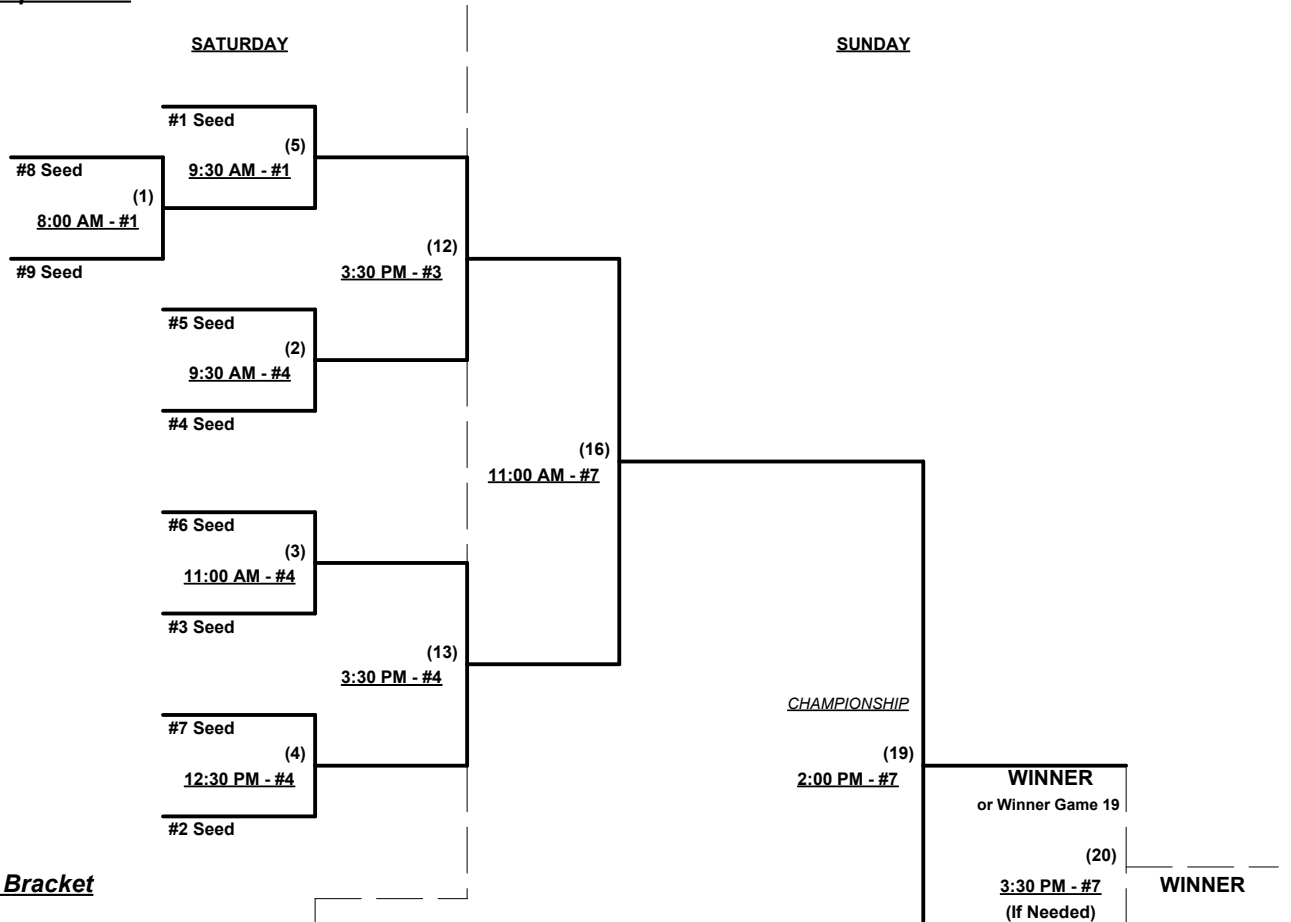 SATURDAY
SUNDAY
#1 Seed
(5)
9:30 AM - #1
#8 Seed
(1)
8:00 AM - #1
#9 Seed
(12)
3:30 PM - #3
#5 Seed
(2)
9:30 AM - #4
#4 Seed
(16)
11:00 AM - #7
#6 Seed
(3)
11:00 AM - #4
#3 Seed
(13)
3:30 PM - #4
#7 Seed
(4)
12:30 PM - #4
#2 Seed
CHAMPIONSHIP
(19)
2:00 PM - #7
WINNER
or Winner Game 19
(20)
3:30 PM - #7
(If Needed)
WINNER
Bracket